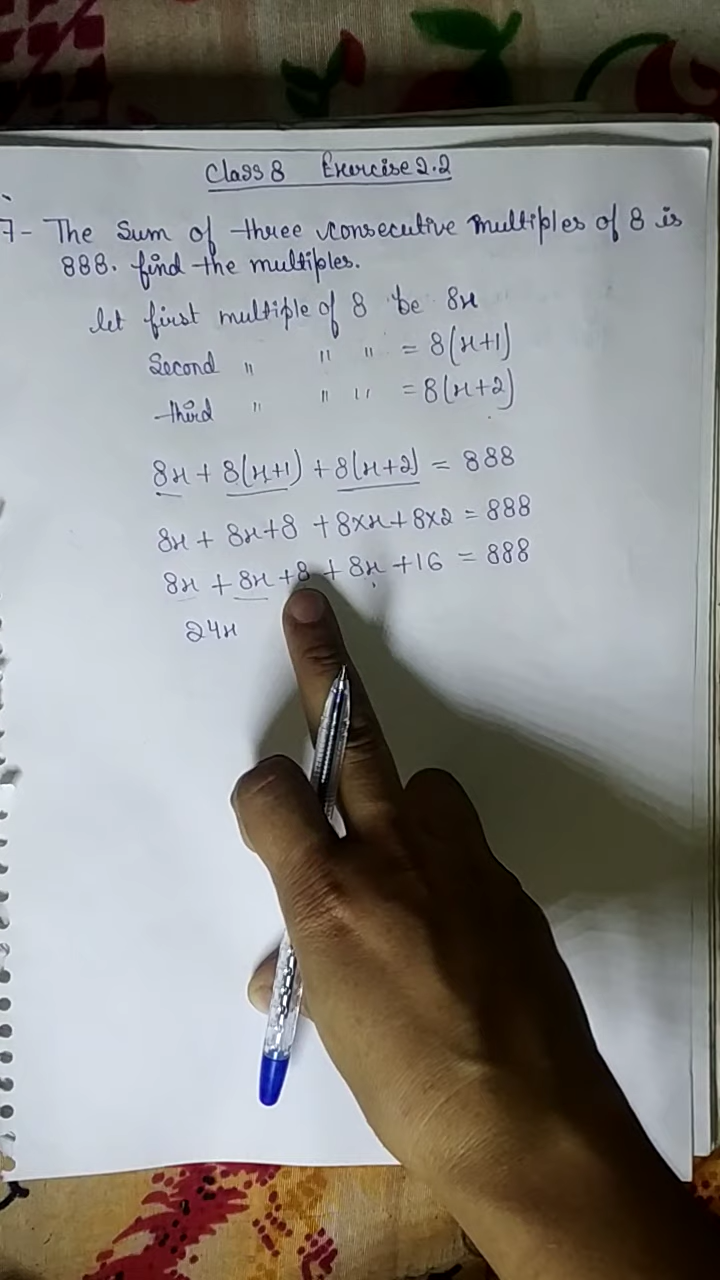 Class 8 Exercise 2.2
7- The Sum of three consecutive multiples of 8 is
888. find the multiples.
let first multiple of 8 be 8x
Second " " " = 8(x+1)
third " " " = 8(x+2)
8x + 8(x+1) + 8(x+2) = 888
8x + 8x+8 + 8×x + 8×2 = 888
8x + 8x +8 + 8x + 16 = 888
24x